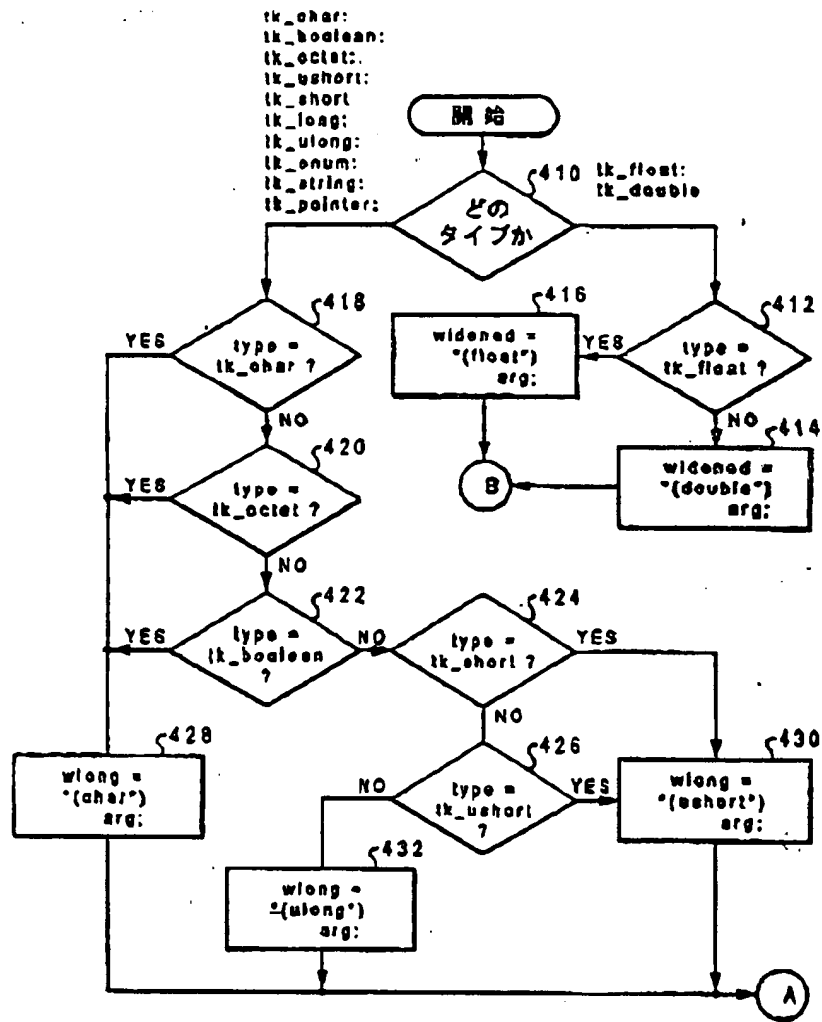 tk_char:
tk_boolean:
tk_octet:
tk_ushort:
tk_short
tk_long:
tk_ulong:
tk_enum:
tk_string:
tk_pointer:
開始
410
tk_float:
tk_double
どの
タイプか
418
YES
type =
tk_char ?
NO
416
widened =
*(float*)
arg;
YES
412
type =
tk_float ?
NO
414
widened =
*(double*)
arg;
B
420
YES
type =
tk_octet ?
NO
422
YES
type =
tk_boolean
?
NO
424
type =
tk_short ?
YES
NO
428
wlong =
*(char*)
arg;
426
NO
type =
tk_ushort
?
YES
430
wlong =
*(ushort*)
arg;
432
wlong =
*(ulong*)
arg;
A